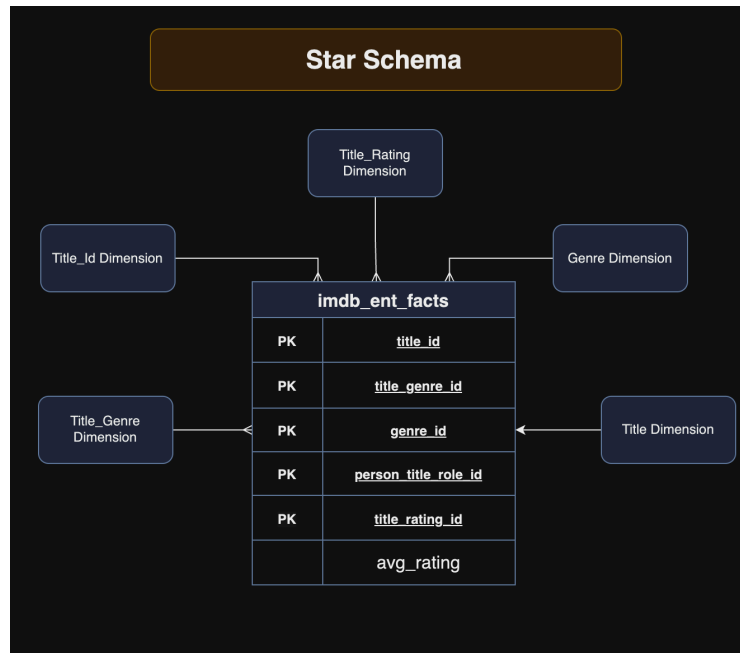 Star Schema
Title_Rating
Dimension
Title_Id Dimension
Genre Dimension
imdb_ent_facts
PK title_id
PK title_genre_id
Title_Genre
Dimension
PK genre_id
Title Dimension
PK person_title_role_id
PK title_rating_id
avg_rating